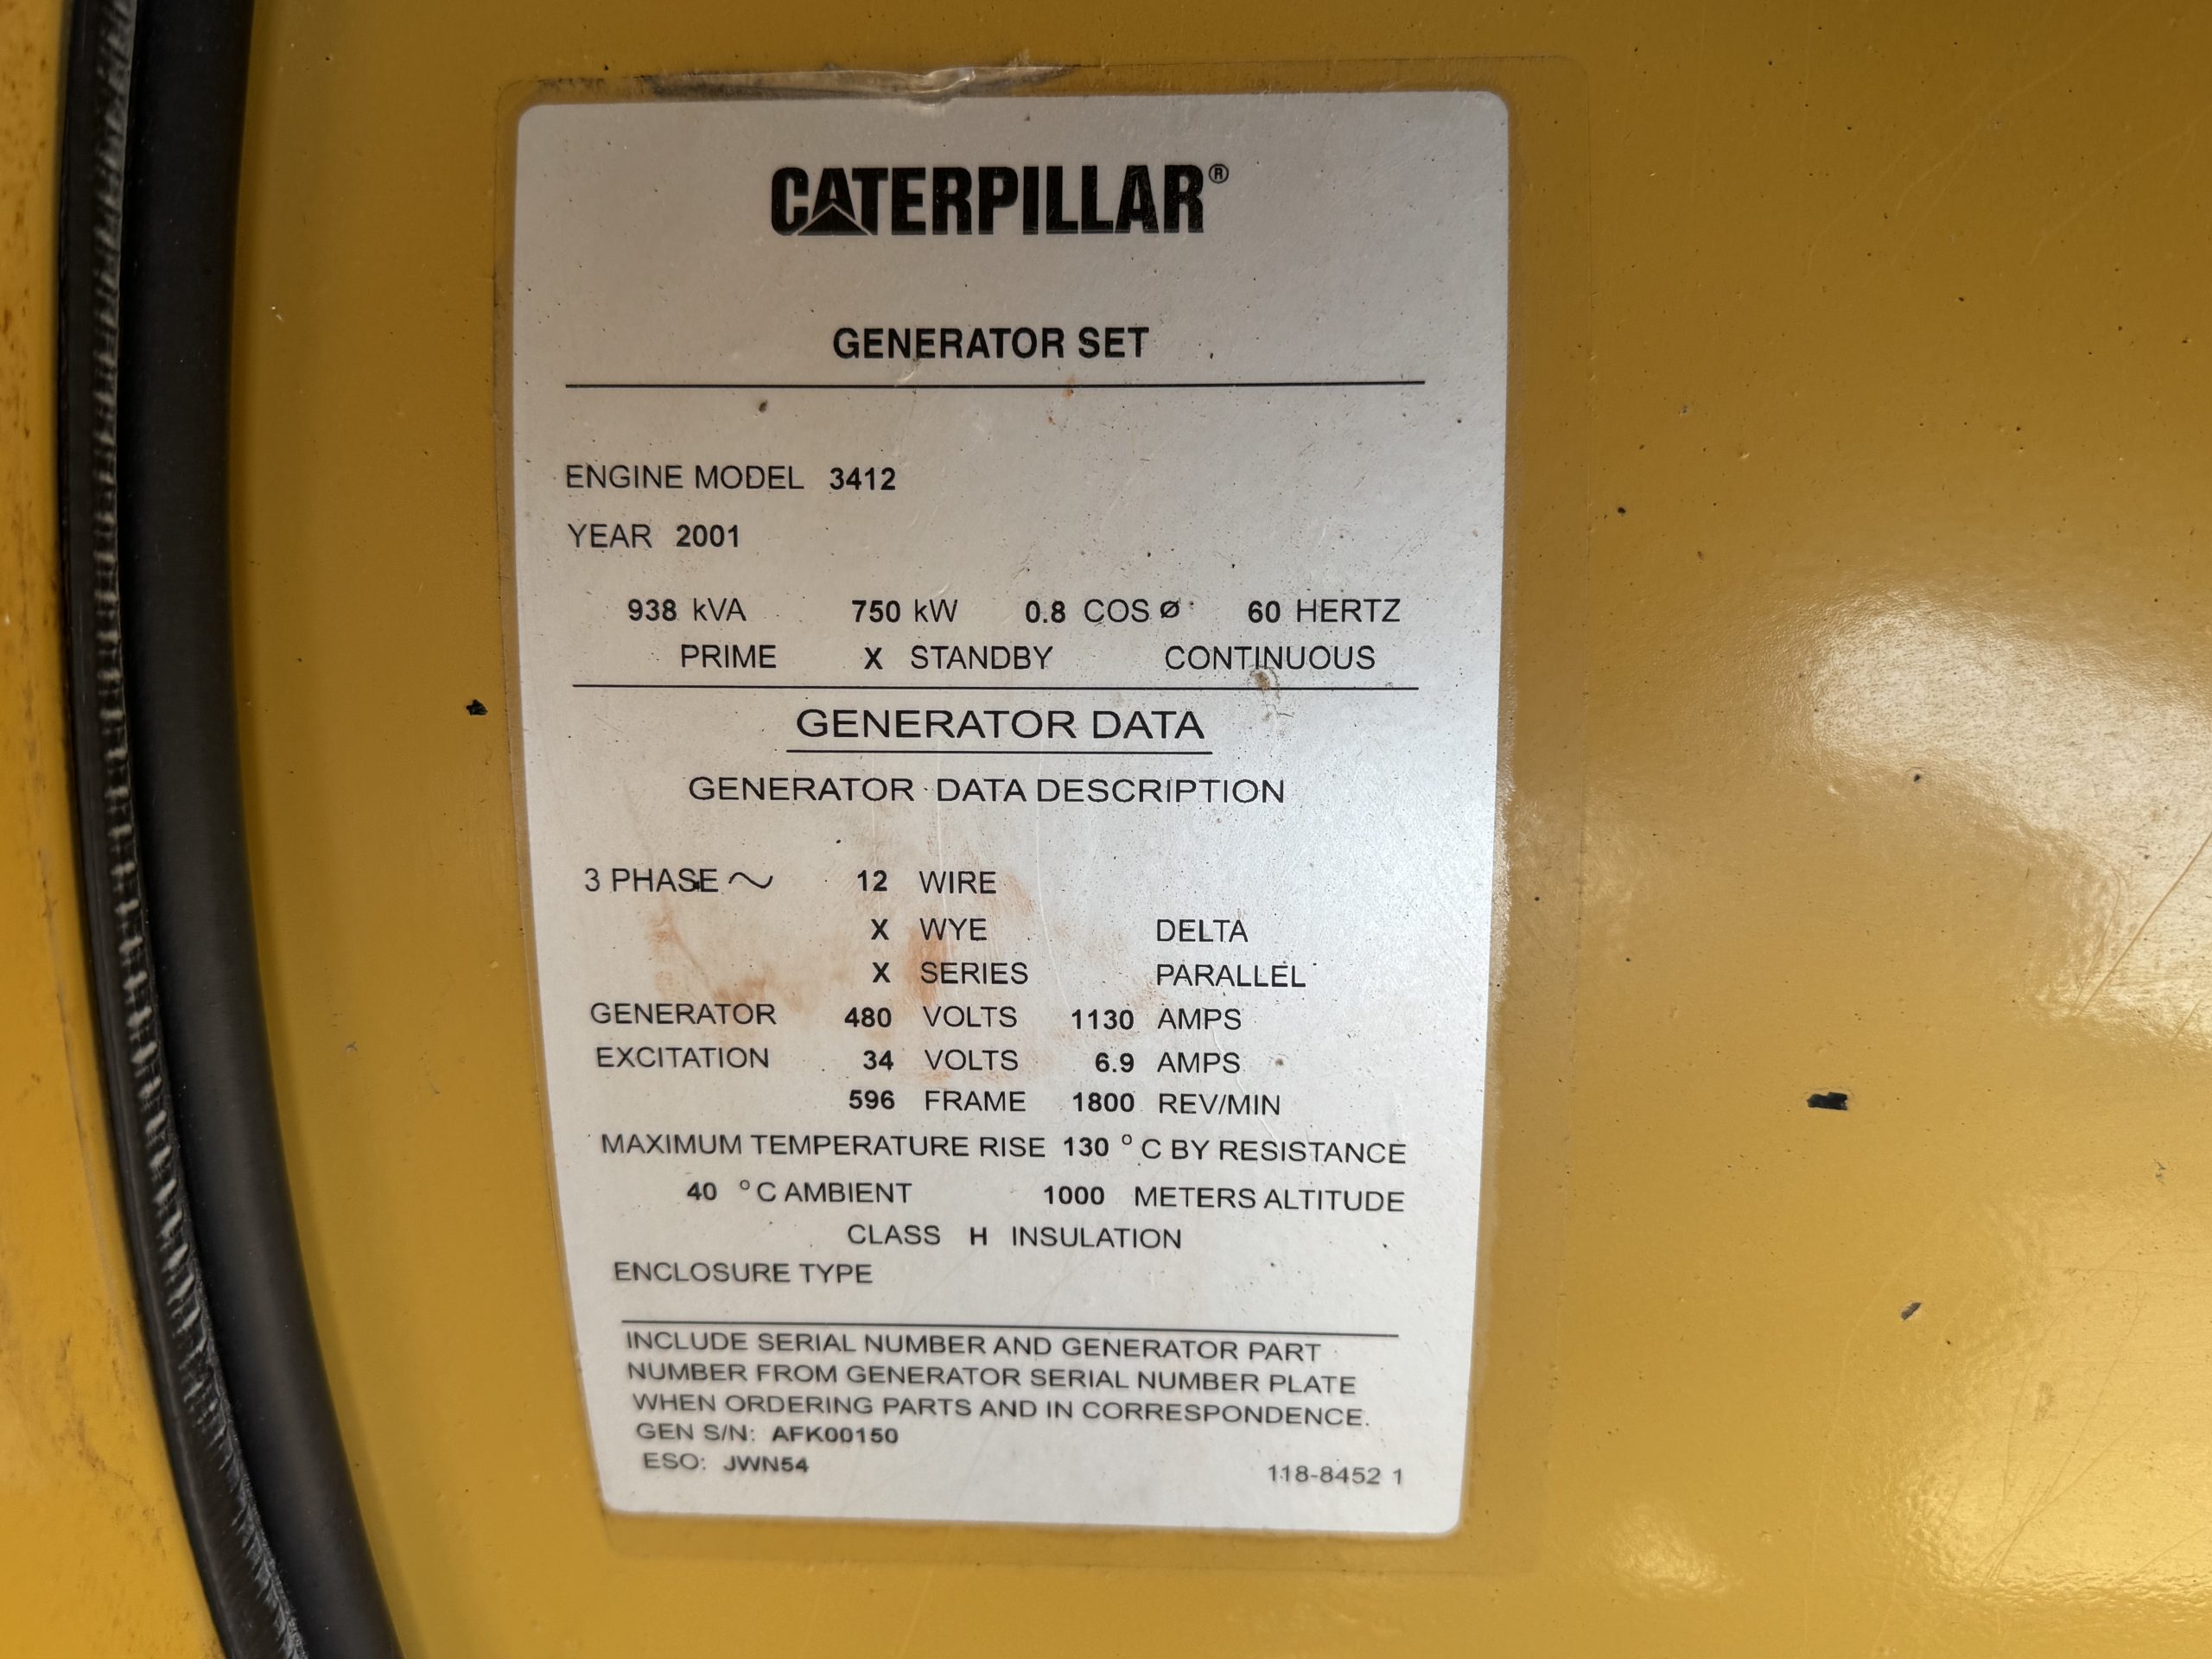 CATERPILLAR®
GENERATOR SET
ENGINE MODEL 3412
YEAR 2001
938 kVA 750 kW 0.8 COS ø 60 HERTZ
PRIME X STANDBY CONTINUOUS
GENERATOR DATA
GENERATOR DATA DESCRIPTION
3 PHASE ~ 12 WIRE
X WYE DELTA
X SERIES PARALLEL
GENERATOR 480 VOLTS 1130 AMPS
EXCITATION 34 VOLTS 6.9 AMPS
596 FRAME 1800 REV/MIN
MAXIMUM TEMPERATURE RISE 130 °C BY RESISTANCE
40 °C AMBIENT 1000 METERS ALTITUDE
CLASS H INSULATION
ENCLOSURE TYPE
INCLUDE SERIAL NUMBER AND GENERATOR PART
NUMBER FROM GENERATOR SERIAL NUMBER PLATE
WHEN ORDERING PARTS AND IN CORRESPONDENCE.
GEN S/N: AFK00150
ESO: JWN54 118-8452 1